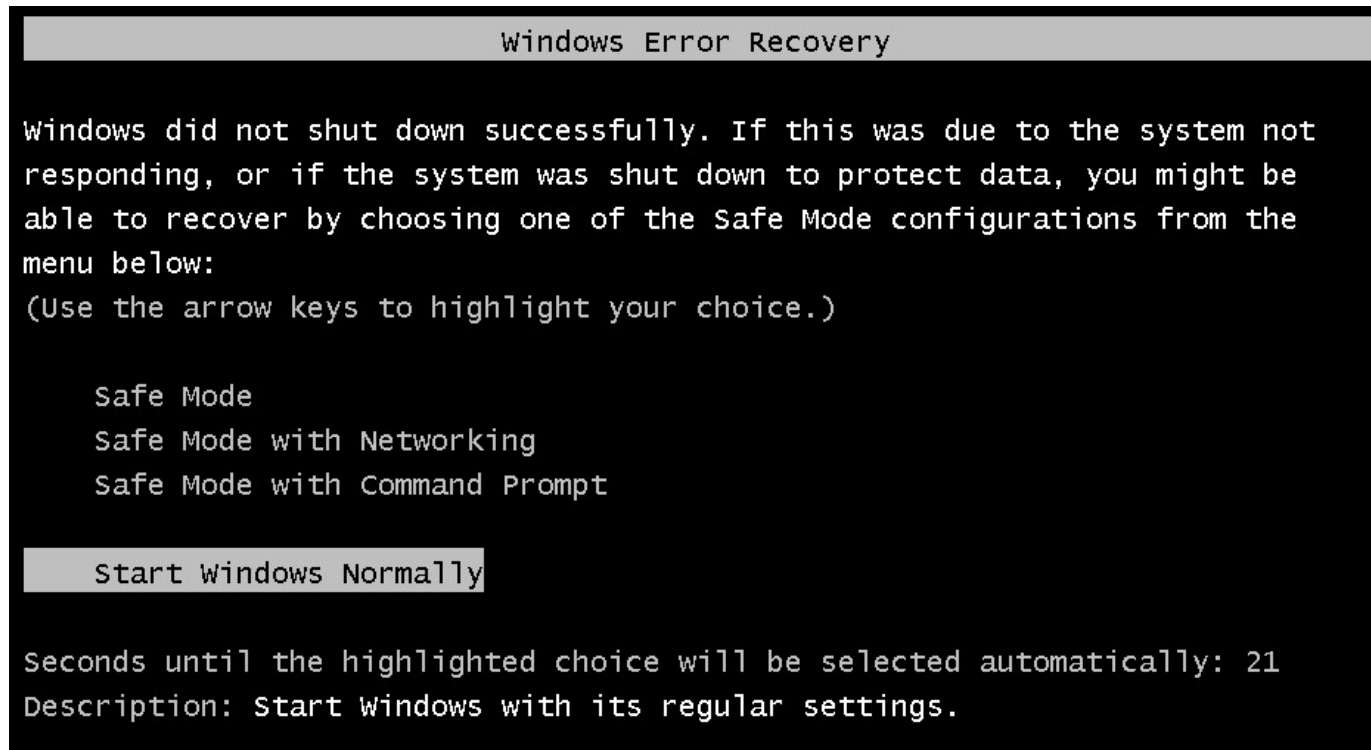 Windows Error Recovery
Windows did not shut down successfully. If this was due to the system not
responding, or if the system was shut down to protect data, you might be
able to recover by choosing one of the Safe Mode configurations from the
menu below:
(Use the arrow keys to highlight your choice.)
Safe Mode
Safe Mode with Networking
Safe Mode with Command Prompt
Start Windows Normally
Seconds until the highlighted choice will be selected automatically: 21
Description: Start Windows with its regular settings.